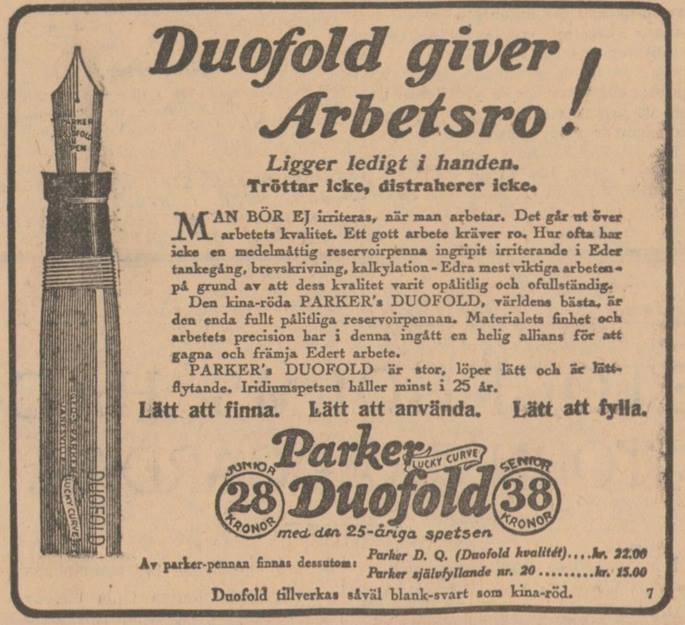 Duofold giver
Arbetsro!
Ligger ledigt i handen.
Tröttar icke, distraherer icke.
MAN BÖR EJ irriteras, när man arbetar. Det går ut över
arbetets kvalitet. Ett gott arbete kräver ro. Hur ofta har
icke en medelmåttig reservoirpenna ingripit irriterande i Eder
tankegång, brevskrivning, kalkylation - Edra mest viktiga arbeten -
på grund av att dess kvalitet varit opålitlig och ofullständig.
Den kina-röda PARKER's DUOFOLD, världens bästa, är
den enda fullt pålitliga reservoirpennan. Materialets finhet och
arbetets precision har i denna ingått en helig allians för att
gagna och främja Edert arbete.
PARKER's DUOFOLD är stor, löper lätt och är lätt-
flytande. Iridiumspetsen håller minst i 25 år.
Lätt att finna. Lätt att använda. Lätt att fylla.
Parker
LUCKY CURVE
JUNIOR
28
KRONOR
Duofold
SENIOR
38
KRONOR
med den 25-åriga spetsen
Av parker-pennan finnas dessutom:
Parker D. Q. (Duofold kvalitét)....kr. 22.00
Parker självfyllande nr. 20 .........kr. 15.00
Duofold tillverkas såväl blank-svart som kina-röd. 7
PARKER
DUOFOLD
PEN
LUCKY CURVE
DUOFOLD